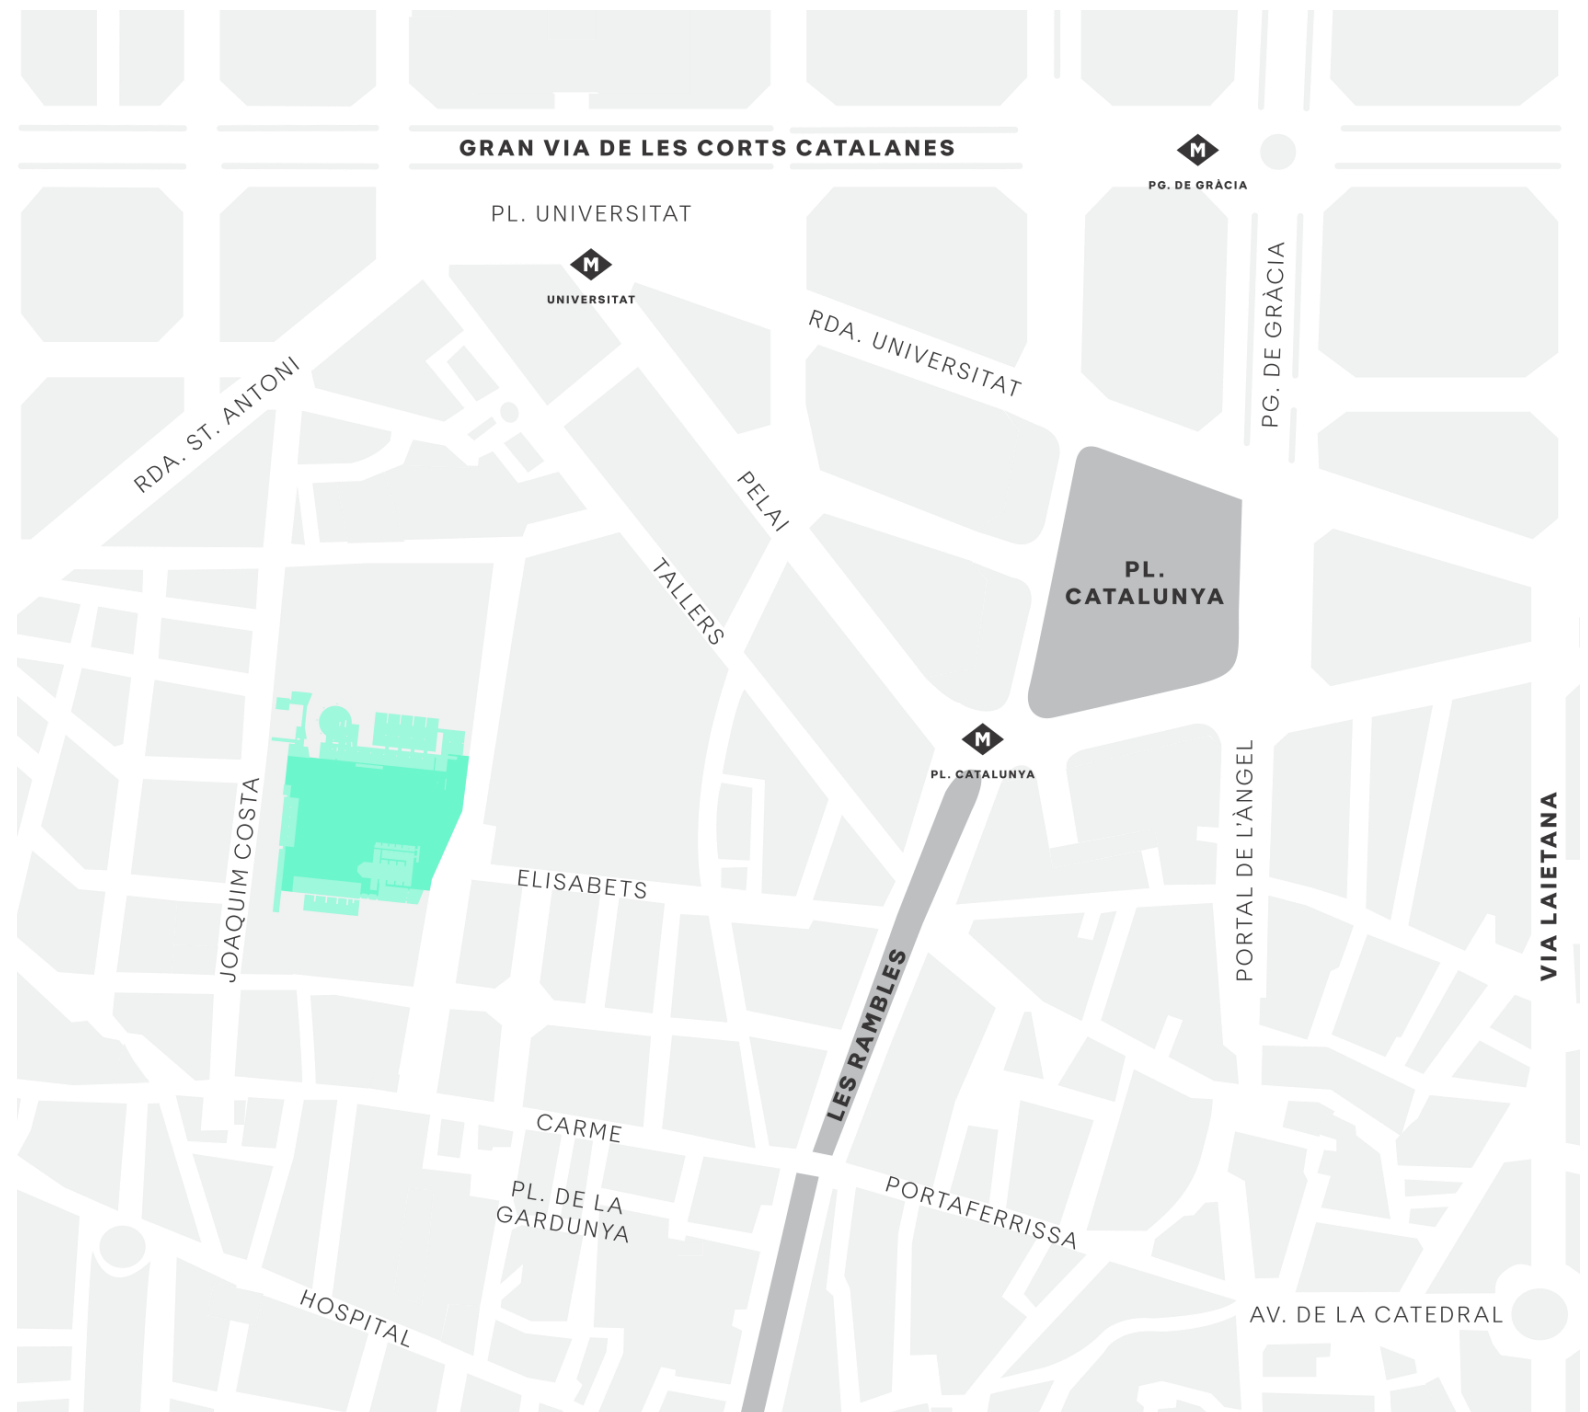 GRAN VIA DE LES CORTS CATALANES
M
PG. DE GRÀCIA
PL. UNIVERSITAT
M
UNIVERSITAT
PG. DE GRÀCIA
RDA. UNIVERSITAT
RDA. ST. ANTONI
PELAI
TALLERS
PL.
CATALUNYA
M
PL. CATALUNYA
JOAQUIM COSTA
PORTAL DE L'ÀNGEL
VIA LAIETANA
ELISABETS
LES RAMBLES
CARME
PL. DE LA
GARDUNYA
PORTAFERRISSA
HOSPITAL
AV. DE LA CATEDRAL